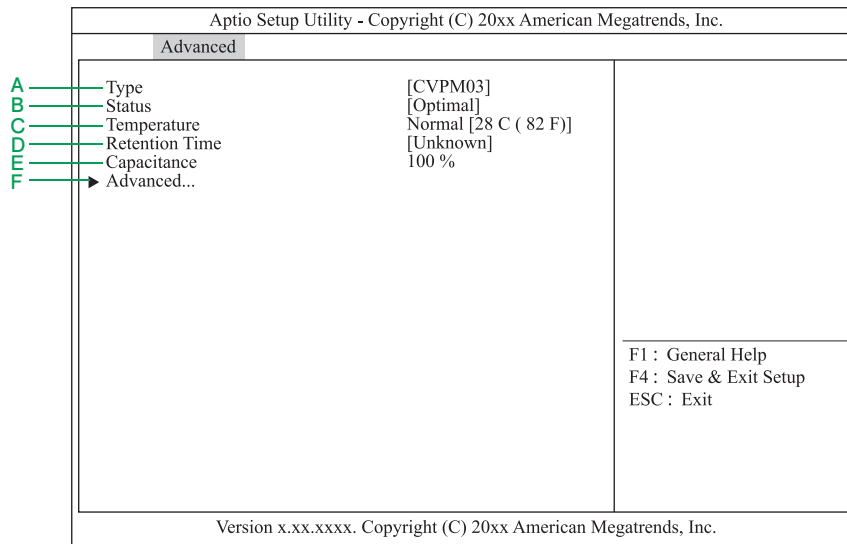 Aptio Setup Utility - Copyright (C) 20xx American Megatrends, Inc.
Advanced
A Type [CVPM03]
B Status [Optimal]
C Temperature Normal [28 C ( 82 F)]
D Retention Time [Unknown]
E Capacitance 100 %
F ▶ Advanced...
F1 : General Help
F4 : Save & Exit Setup
ESC : Exit
Version x.xx.xxxx. Copyright (C) 20xx American Megatrends, Inc.